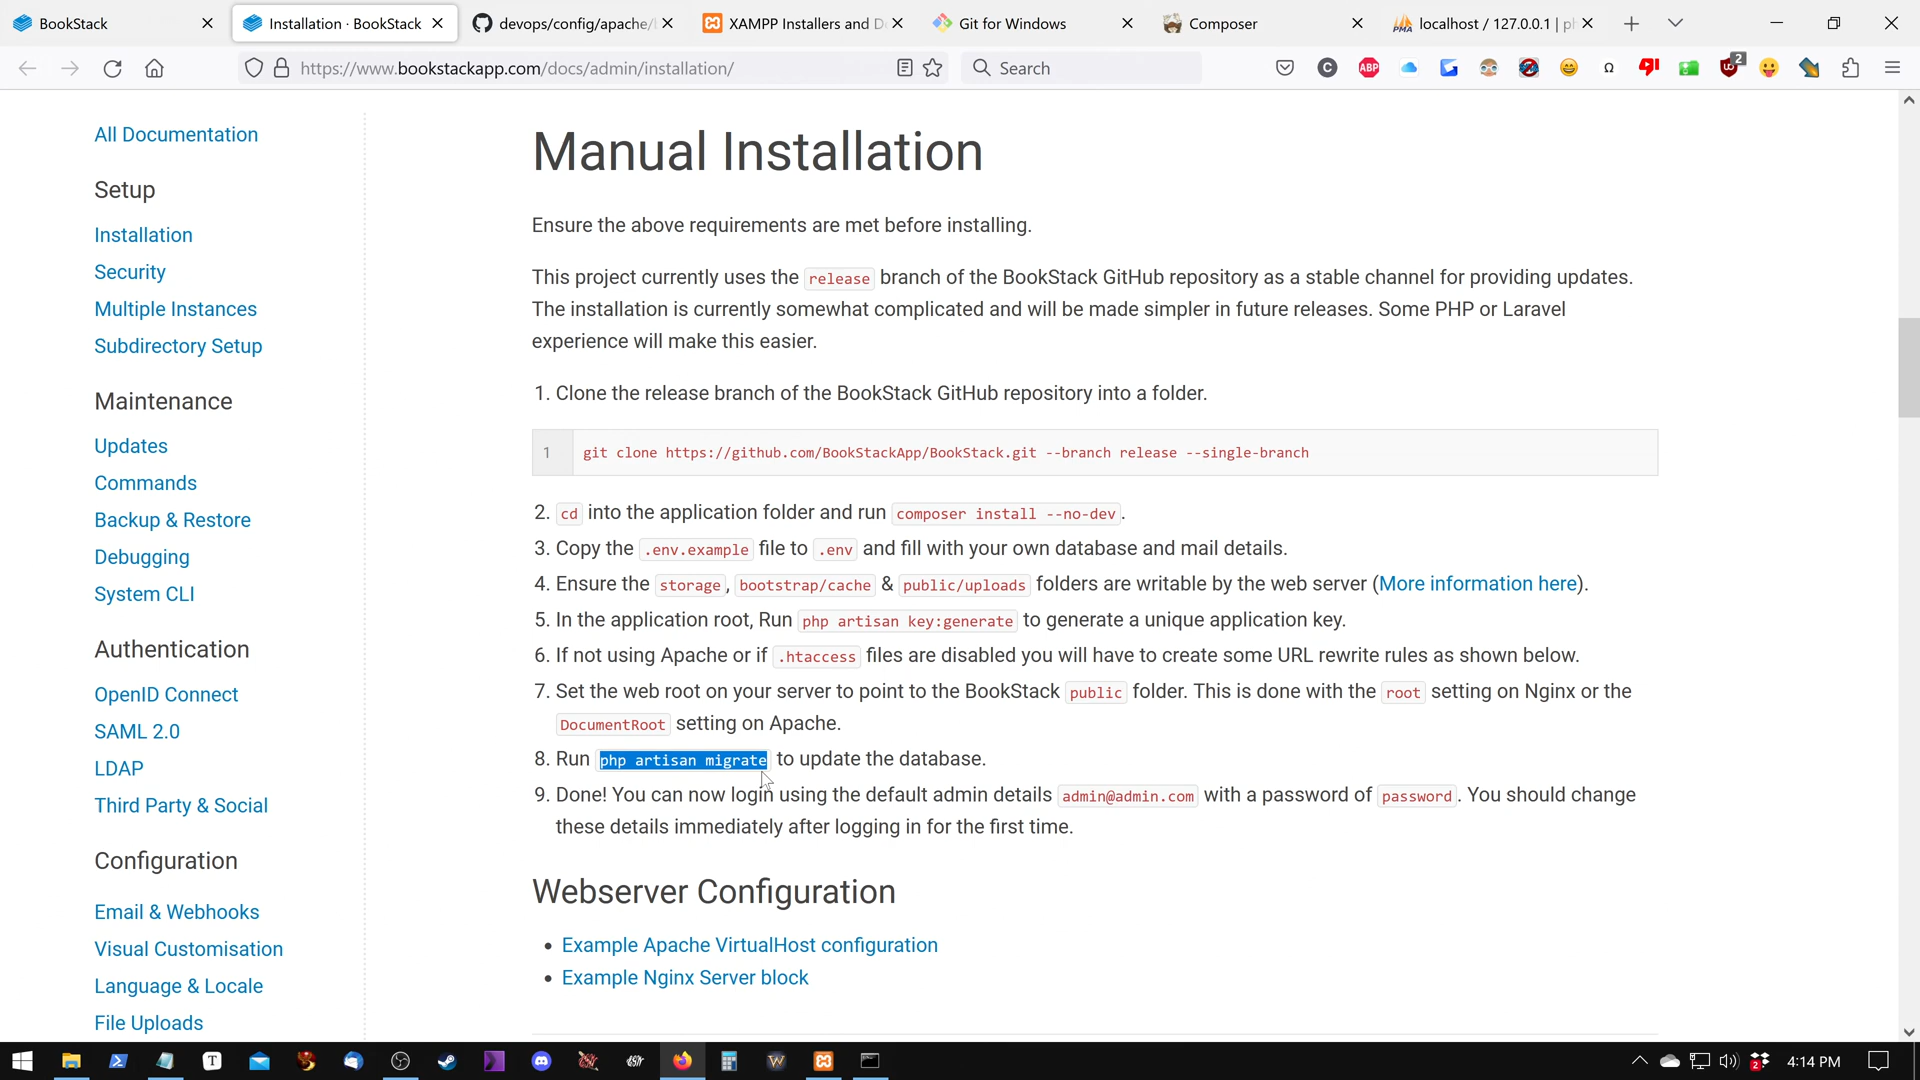 BookStack
Installation · BookStack
devops/config/apache/
XAMPP Installers and D
Git for Windows
Composer
PMA
localhost / 127.0.0.1 | ph
https://www.bookstackapp.com/docs/admin/installation/
Search
C
ABP
Ω
2
All Documentation
Setup
Installation
Security
Multiple Instances
Subdirectory Setup
Maintenance
Updates
Commands
Backup & Restore
Debugging
System CLI
Authentication
OpenID Connect
SAML 2.0
LDAP
Third Party & Social
Configuration
Email & Webhooks
Visual Customisation
Language & Locale
File Uploads
Manual Installation
Ensure the above requirements are met before installing.
This project currently uses the release branch of the BookStack GitHub repository as a stable channel for providing updates.
The installation is currently somewhat complicated and will be made simpler in future releases. Some PHP or Laravel
experience will make this easier.
1. Clone the release branch of the BookStack GitHub repository into a folder.
1 git clone https://github.com/BookStackApp/BookStack.git --branch release --single-branch
2. cd into the application folder and run composer install --no-dev.
3. Copy the .env.example file to .env and fill with your own database and mail details.
4. Ensure the storage, bootstrap/cache & public/uploads folders are writable by the web server (More information here).
5. In the application root, Run php artisan key:generate to generate a unique application key.
6. If not using Apache or if .htaccess files are disabled you will have to create some URL rewrite rules as shown below.
7. Set the web root on your server to point to the BookStack public folder. This is done with the root setting on Nginx or the
DocumentRoot setting on Apache.
8. Run php artisan migrate to update the database.
9. Done! You can now login using the default admin details admin@admin.com with a password of password. You should change
these details immediately after logging in for the first time.
Webserver Configuration
• Example Apache VirtualHost configuration
• Example Nginx Server block
T
W
2
4:14 PM